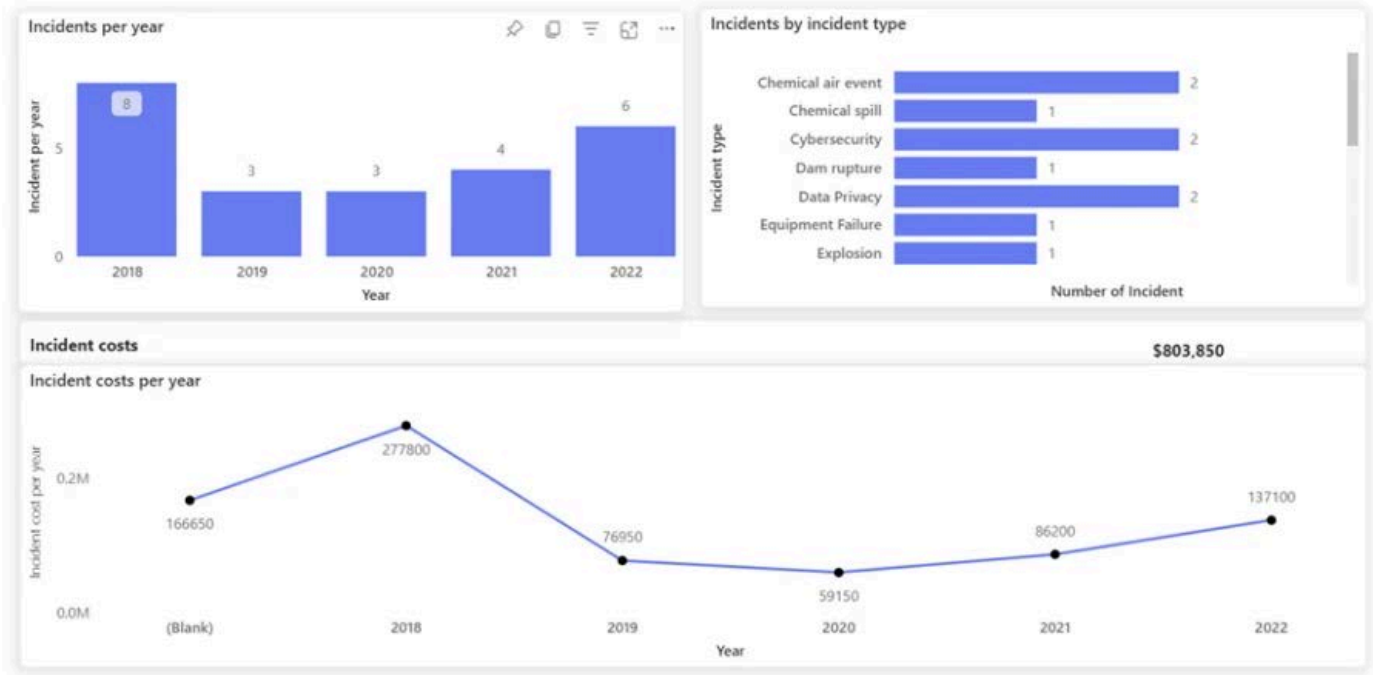 Incidents per year
Incident per year
5
0
8
3
3
4
6
2018 2019 2020 2021 2022
Year
Incidents by incident type
Incident type
Chemical air event 2
Chemical spill 1
Cybersecurity 2
Dam rupture 1
Data Privacy 2
Equipment Failure 1
Explosion 1
Number of Incident
Incident costs $803,850
Incident costs per year
Incident cost per year
0.2M
0.0M
166650
277800
76950
59150
86200
137100
(Blank) 2018 2019 2020 2021 2022
Year